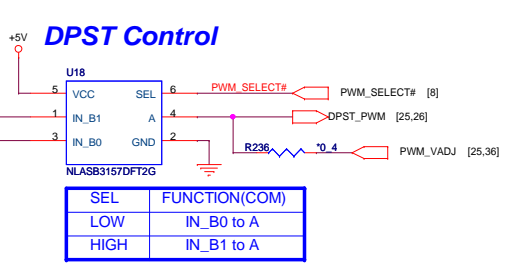 DPST Control
+5V
U18
5 VCC SEL 6 PWM_SELECT# PWM_SELECT# [8]
1 IN_B1 A 4 DPST_PWM [25,26]
3 IN_B0 GND 2
R236 *0_4 PWM_VADJ [25,36]
NLASB3157DFT2G
SEL FUNCTION(COM)
LOW IN_B0 to A
HIGH IN_B1 to A